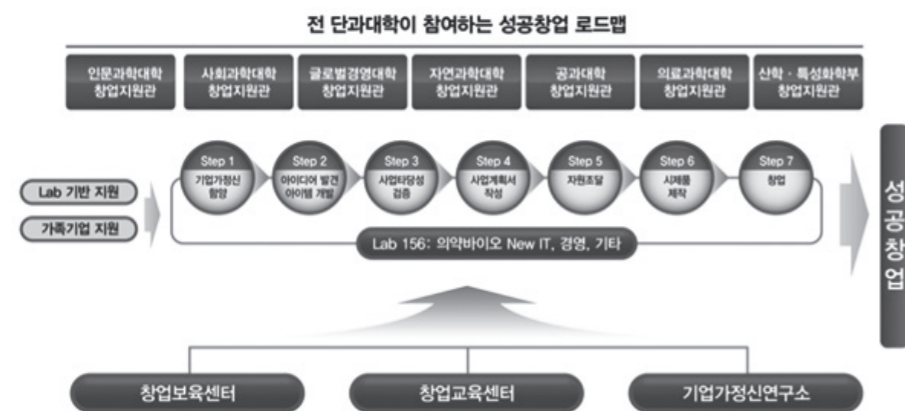 전 단과대학이 참여하는 성공창업 로드맵
인문과학대학
창업지원관
사회과학대학
창업지원관
글로벌경영대학
창업지원관
자연과학대학
창업지원관
공과대학
창업지원관
의료과학대학
창업지원관
산학·특성화학부
창업지원관
Lab 기반 지원
가족기업 지원
Step 1
기업가정신
함양
Step 2
아이디어 발견
아이템 개발
Step 3
사업타당성
검증
Step 4
사업계획서
작성
Step 5
자원조달
Step 6
시제품
제작
Step 7
창업
Lab 156: 의약바이오 New IT, 경영, 기타
성공창업
창업보육센터
창업교육센터
기업가정신연구소